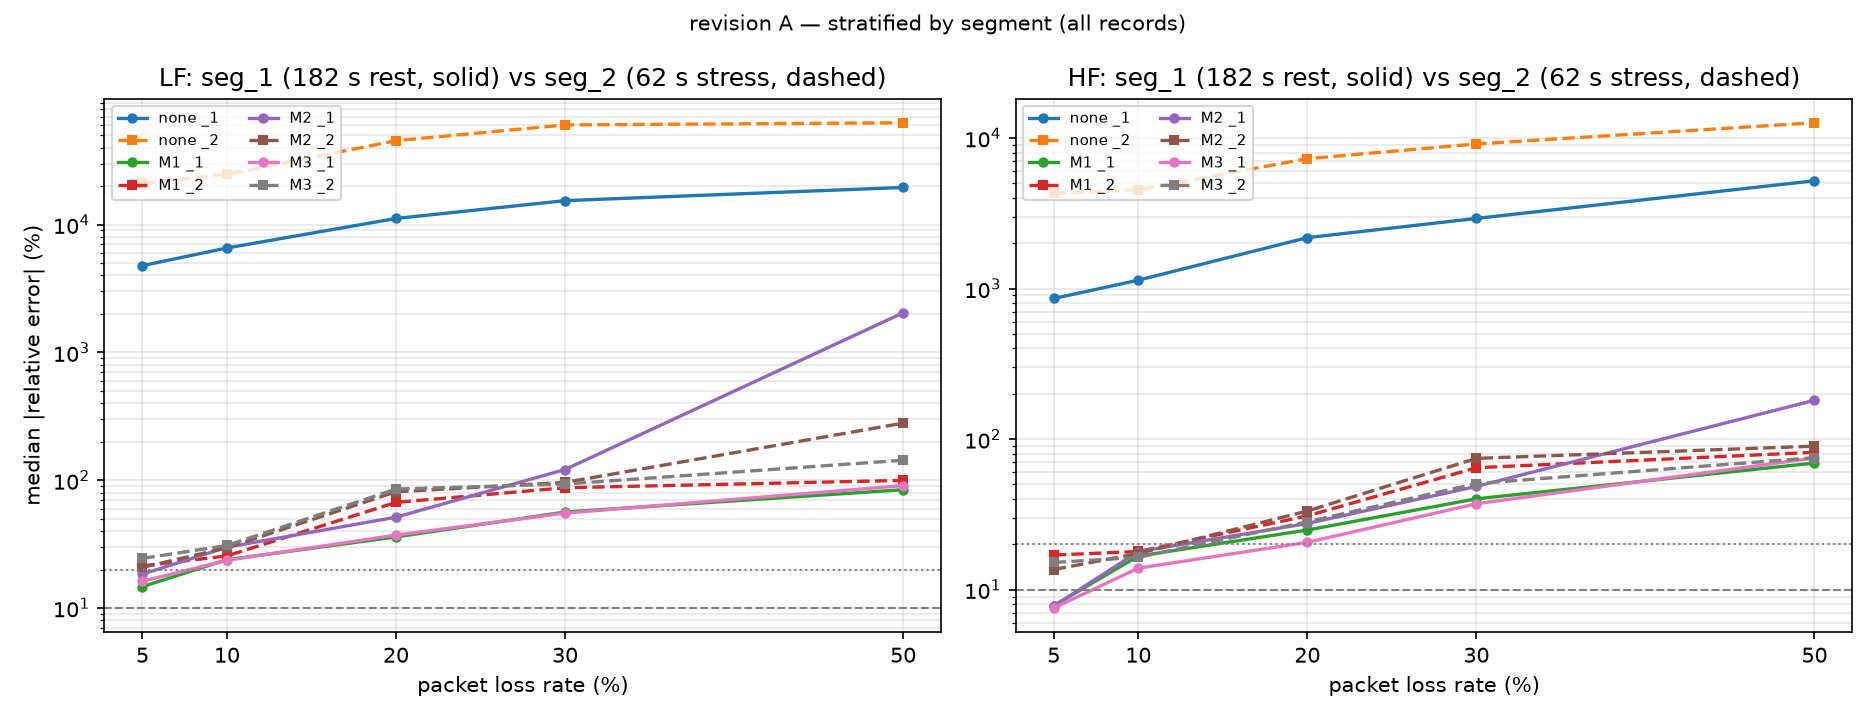 revision A — stratified by segment (all records)
LF: seg_1 (182 s rest, solid) vs seg_2 (62 s stress, dashed)
none _1
none _2
M1 _1
M1 _2
M2 _1
M2 _2
M3 _1
M3 _2
median |relative error| (%)
10⁴
10³
10²
10¹
5 10 20 30 50
packet loss rate (%)
HF: seg_1 (182 s rest, solid) vs seg_2 (62 s stress, dashed)
none _1
none _2
M1 _1
M1 _2
M2 _1
M2 _2
M3 _1
M3 _2
10⁴
10³
10²
10¹
5 10 20 30 50
packet loss rate (%)